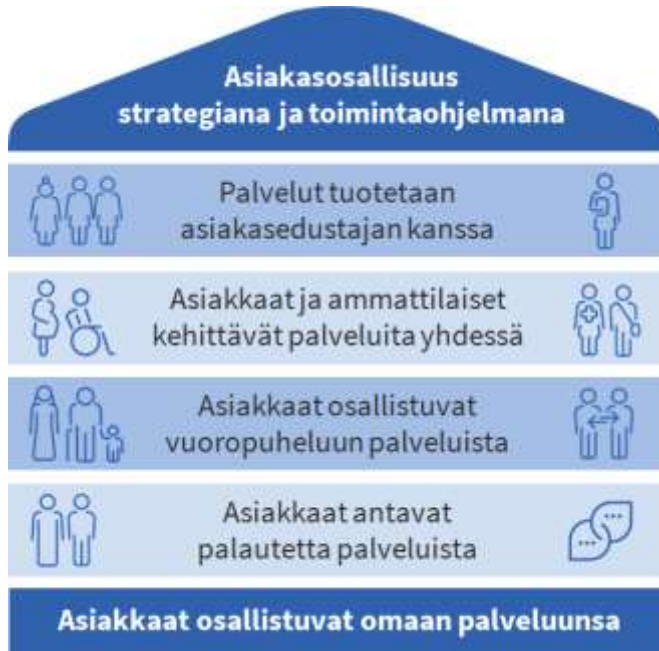 Asiakasosallisuus
strategiana ja toimintaohjelmana
Palvelut tuotetaan
asiakasedustajan kanssa
Asiakkaat ja ammattilaiset
kehittävät palveluita yhdessä
Asiakkaat osallistuvat
vuoropuheluun palveluista
Asiakkaat antavat
palautetta palveluista
Asiakkaat osallistuvat omaan palveluunsa